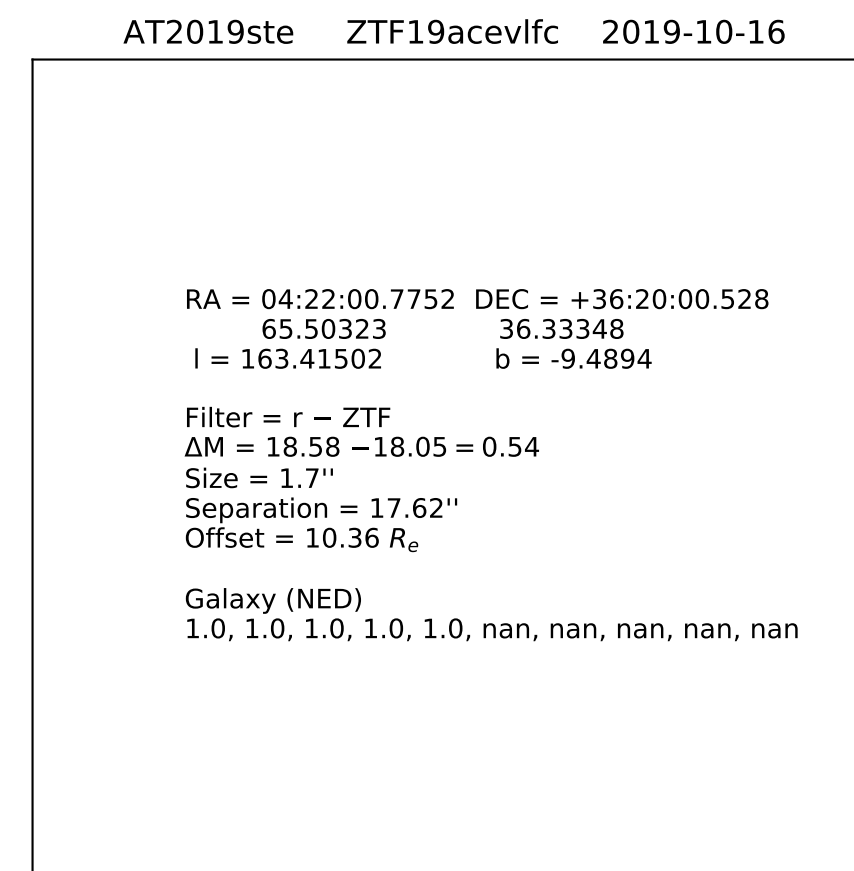 AT2019ste ZTF19acevlfc 2019-10-16
RA = 04:22:00.7752 DEC = +36:20:00.528
65.50323 36.33348
l = 163.41502 b = -9.4894
Filter = r − ZTF
ΔM = 18.58 −18.05 = 0.54
Size = 1.7''
Separation = 17.62''
Offset = 10.36 Re
Galaxy (NED)
1.0, 1.0, 1.0, 1.0, 1.0, nan, nan, nan, nan, nan